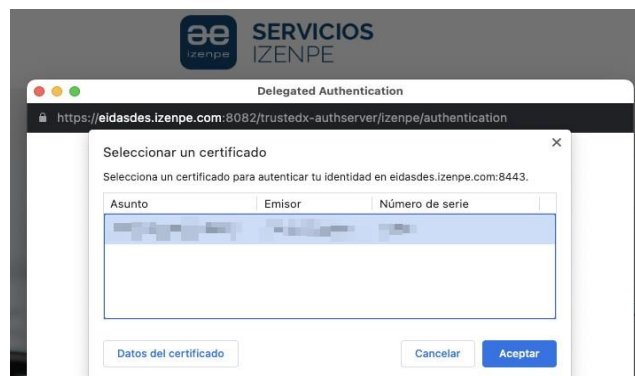 izenpe
SERVICIOS
IZENPE
Delegated Authentication
https://eidasdes.izenpe.com:8082/trustedx-authserver/izenpe/authentication
Seleccionar un certificado
Selecciona un certificado para autenticar tu identidad en eidasdes.izenpe.com:8443.
Asunto Emisor Número de serie
Datos del certificado Cancelar Aceptar